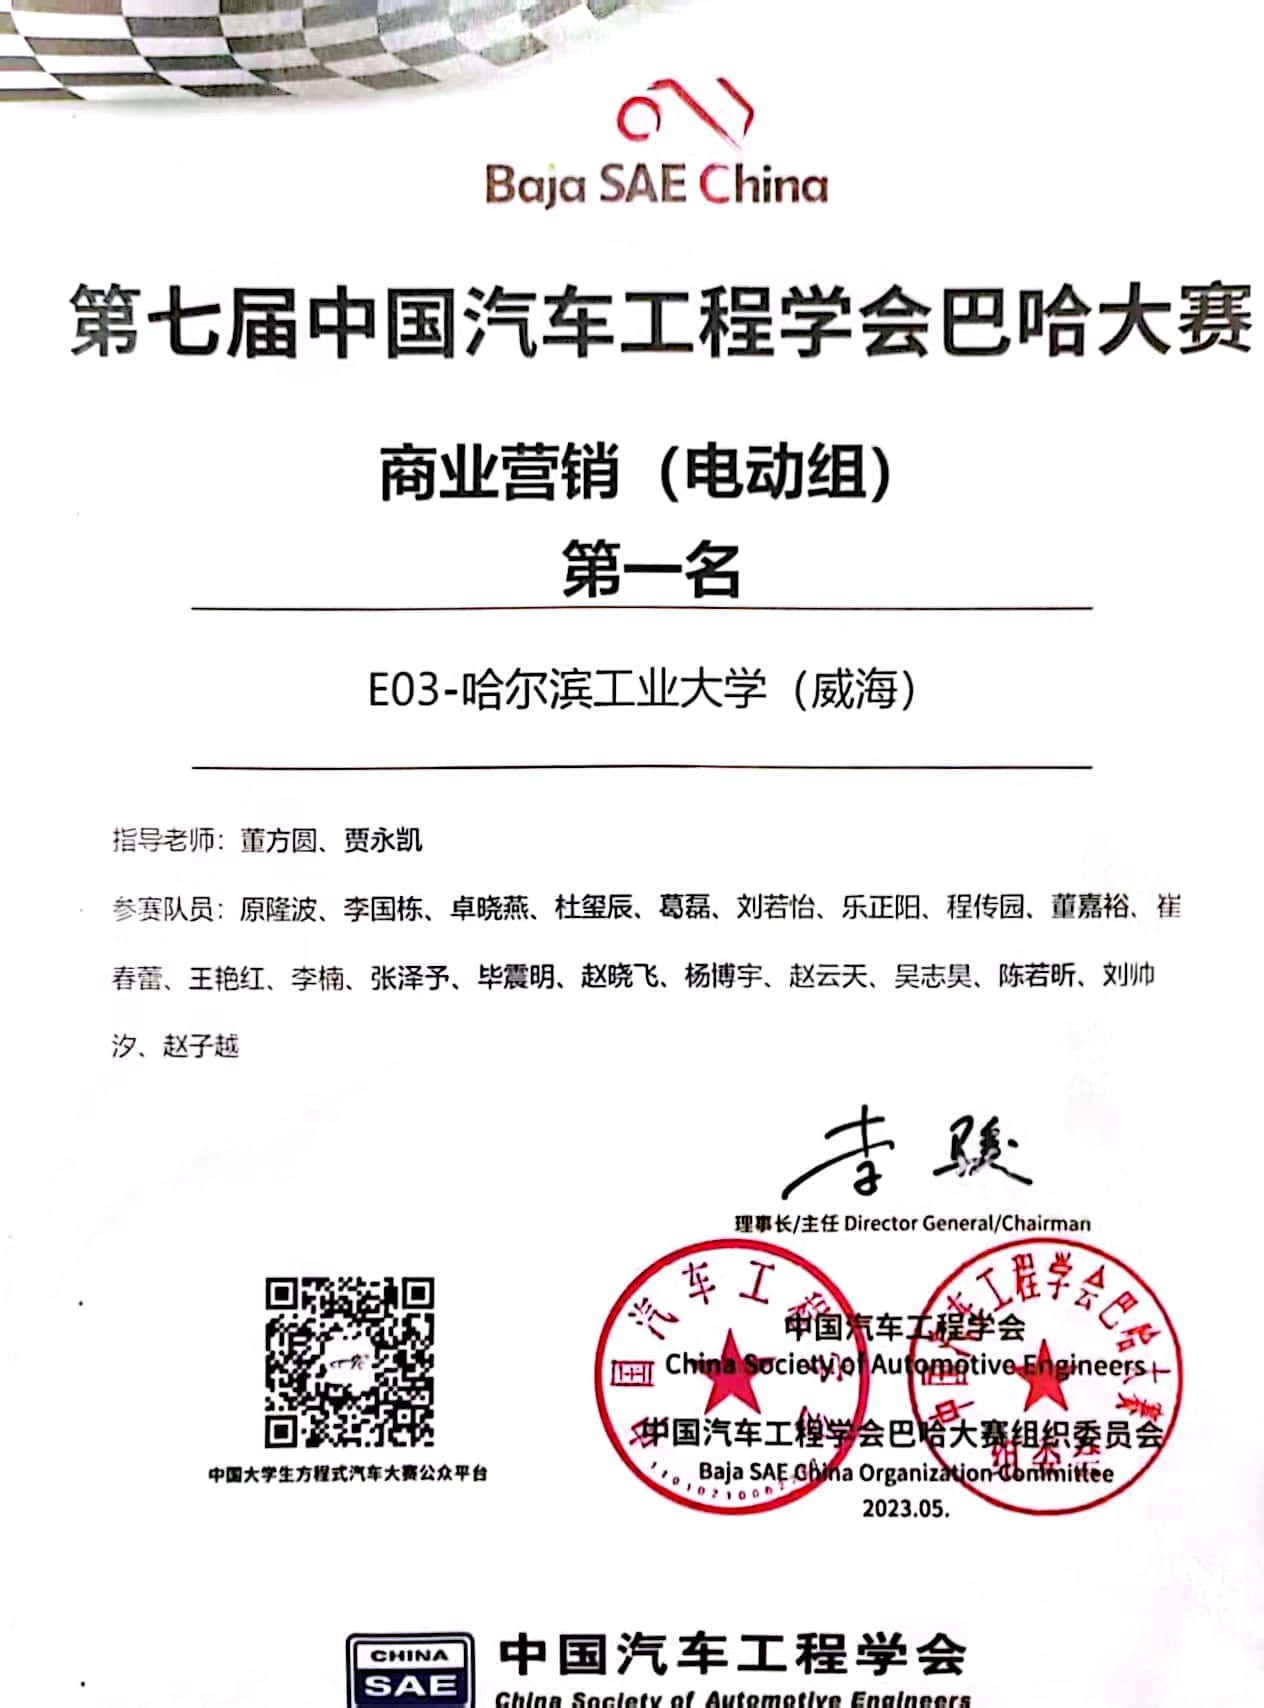 Baja SAE China
第七届中国汽车工程学会巴哈大赛
商业营销（电动组）
第一名
E03-哈尔滨工业大学（威海）
指导老师：董方圆、贾永凯
参赛队员：原隆波、李国栋、卓晓燕、杜玺辰、葛磊、刘若怡、乐正阳、程传园、董嘉裕、崔
春蕾、王艳红、李楠、张泽予、毕震明、赵晓飞、杨博宇、赵云天、吴志昊、陈若昕、刘帅
汐、赵子越
李骏
理事长/主任 Director General/Chairman
中国汽车工程学会
China Society of Automotive Engineers
中国汽车工程学会巴哈大赛组织委员会
Baja SAE China Organization Committee
2023.05.
中国大学生方程式汽车大赛公众平台
CHINA
SAE
中国汽车工程学会
China Society of Automotive Engineers